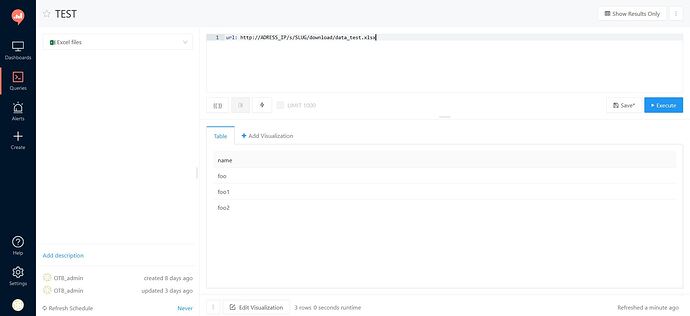 TEST
Show Results Only
Excel files
1 url: http://ADRESS_IP/s/SLUG/download/data_test.xlsx
Dashboards
Queries
Alerts
Create
{{ }}
LIMIT 1000
Save*
Execute
Table
Add Visualization
name
foo
foo1
foo2
Help
Settings
Add description
OT8_admin created 8 days ago
OT8_admin updated 3 days ago
Refresh Schedule Never
Edit Visualization 3 rows 0 seconds runtime Refreshed a minute ago